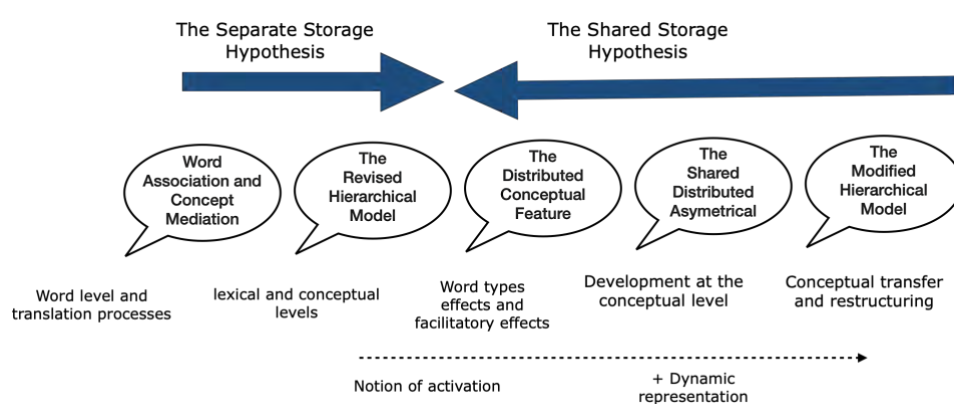 The Separate Storage
Hypothesis
The Shared Storage
Hypothesis
Word
Association and
Concept
Mediation
The
Revised
Hierarchical
Model
The
Distributed
Conceptual
Feature
The
Shared
Distributed
Asymetrical
The
Modified
Hierarchical
Model
Word level and
translation processes
lexical and conceptual
levels
Word types
effects and
facilitatory effects
Development at the
conceptual level
Conceptual transfer
and restructuring
Notion of activation
+ Dynamic
representation